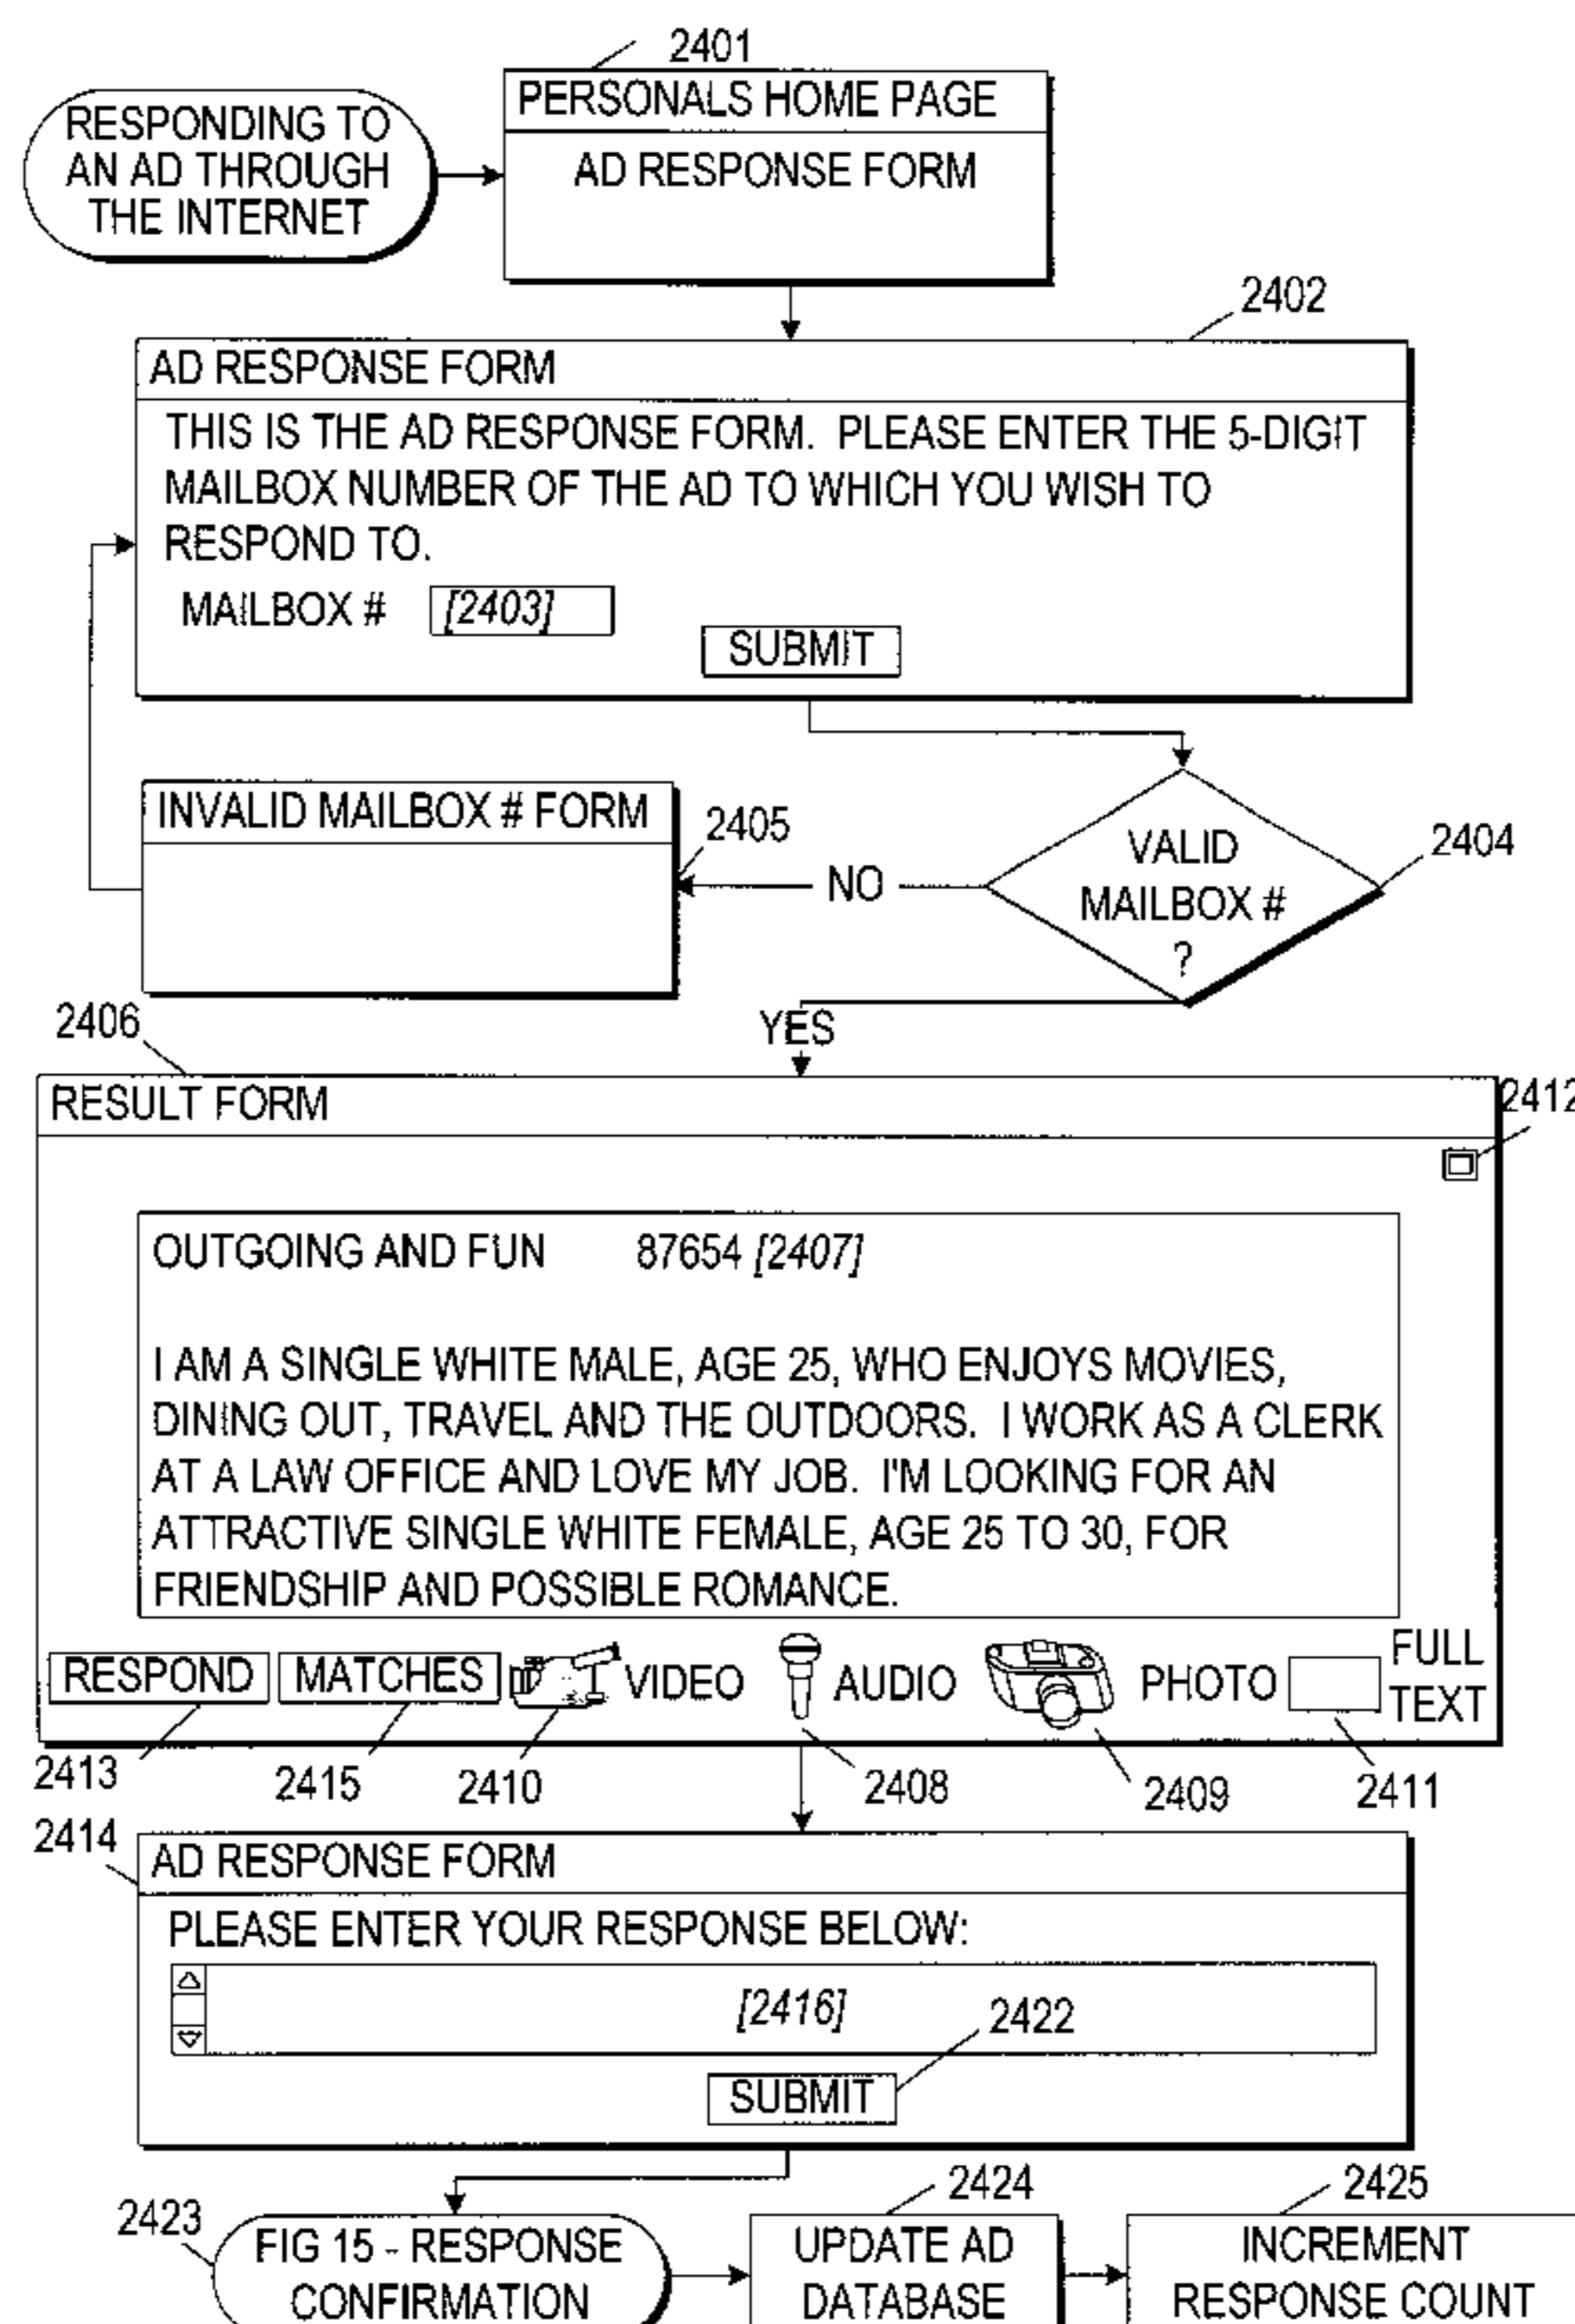 2401
PERSONALS HOME PAGE
RESPONDING TO
AN AD THROUGH
THE INTERNET
AD RESPONSE FORM
2402
AD RESPONSE FORM
THIS IS THE AD RESPONSE FORM. PLEASE ENTER THE 5-DIGIT
MAILBOX NUMBER OF THE AD TO WHICH YOU WISH TO
RESPOND TO.
MAILBOX # [2403]
SUBMIT
INVALID MAILBOX # FORM
2405
NO
VALID
MAILBOX #
?
2404
YES
2406
RESULT FORM
2412
OUTGOING AND FUN 87654 [2407]
I AM A SINGLE WHITE MALE, AGE 25, WHO ENJOYS MOVIES,
DINING OUT, TRAVEL AND THE OUTDOORS. I WORK AS A CLERK
AT A LAW OFFICE AND LOVE MY JOB. I'M LOOKING FOR AN
ATTRACTIVE SINGLE WHITE FEMALE, AGE 25 TO 30, FOR
FRIENDSHIP AND POSSIBLE ROMANCE.
RESPOND MATCHES VIDEO AUDIO PHOTO FULL
TEXT
2413 2415 2410 2408 2409 2411
2414
AD RESPONSE FORM
PLEASE ENTER YOUR RESPONSE BELOW:
[2416]
2422
SUBMIT
2423
FIG 15 - RESPONSE
CONFIRMATION
2424
UPDATE AD
DATABASE
2425
INCREMENT
RESPONSE COUNT